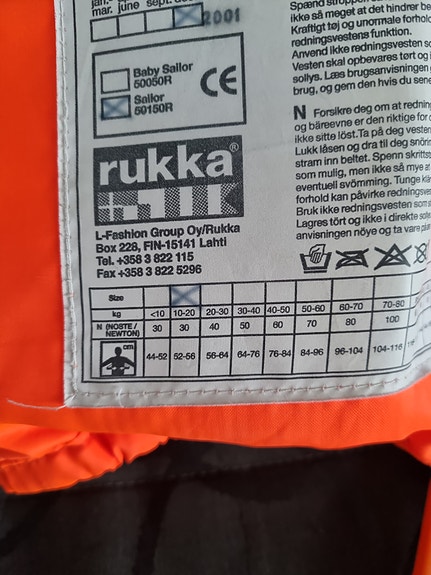 mar. june sept. dec.
2001
Baby Sailor
50050R
Sailor
50150R
CE
rukka®
L-Fashion Group Oy/Rukka
Box 228, FIN-15141 Lahti
Tel. +358 3 822 115
Fax +358 3 822 5296
ikke så meget at det hindrer be
Kraftigt tøj og unormale forhold
redningsvestens funktion.
Anvend ikke redningsvesten so
Vesten skal opbevares tørt og i
sollys. Læs brugsanvisningen
brug, og gem den hvis du sene
N Forsikre deg om at redning
og bæreevne er den riktige for d
ikke sitte løst.Ta på deg vesten
Lukk låsen og dra til deg snörin
stram inn beltet. Spenn skrittst
som mulig, men ikke så mye at
eventuell svömming. Tunge klæ
forhold kan påvirke redningsves
Bruk ikke redningsvesten som
Lagres tørt og ikke i direkte solle
anvisningen nöye og ta vare på
Size
kg <10 10-20 20-30 30-40 40-50 50-60 60-70 70-80
N (NOSTE/NEWTON) 30 30 40 50 60 70 80 100
cm. 44-52 52-56 56-64 64-76 76-84 84-96 96-104 104-116